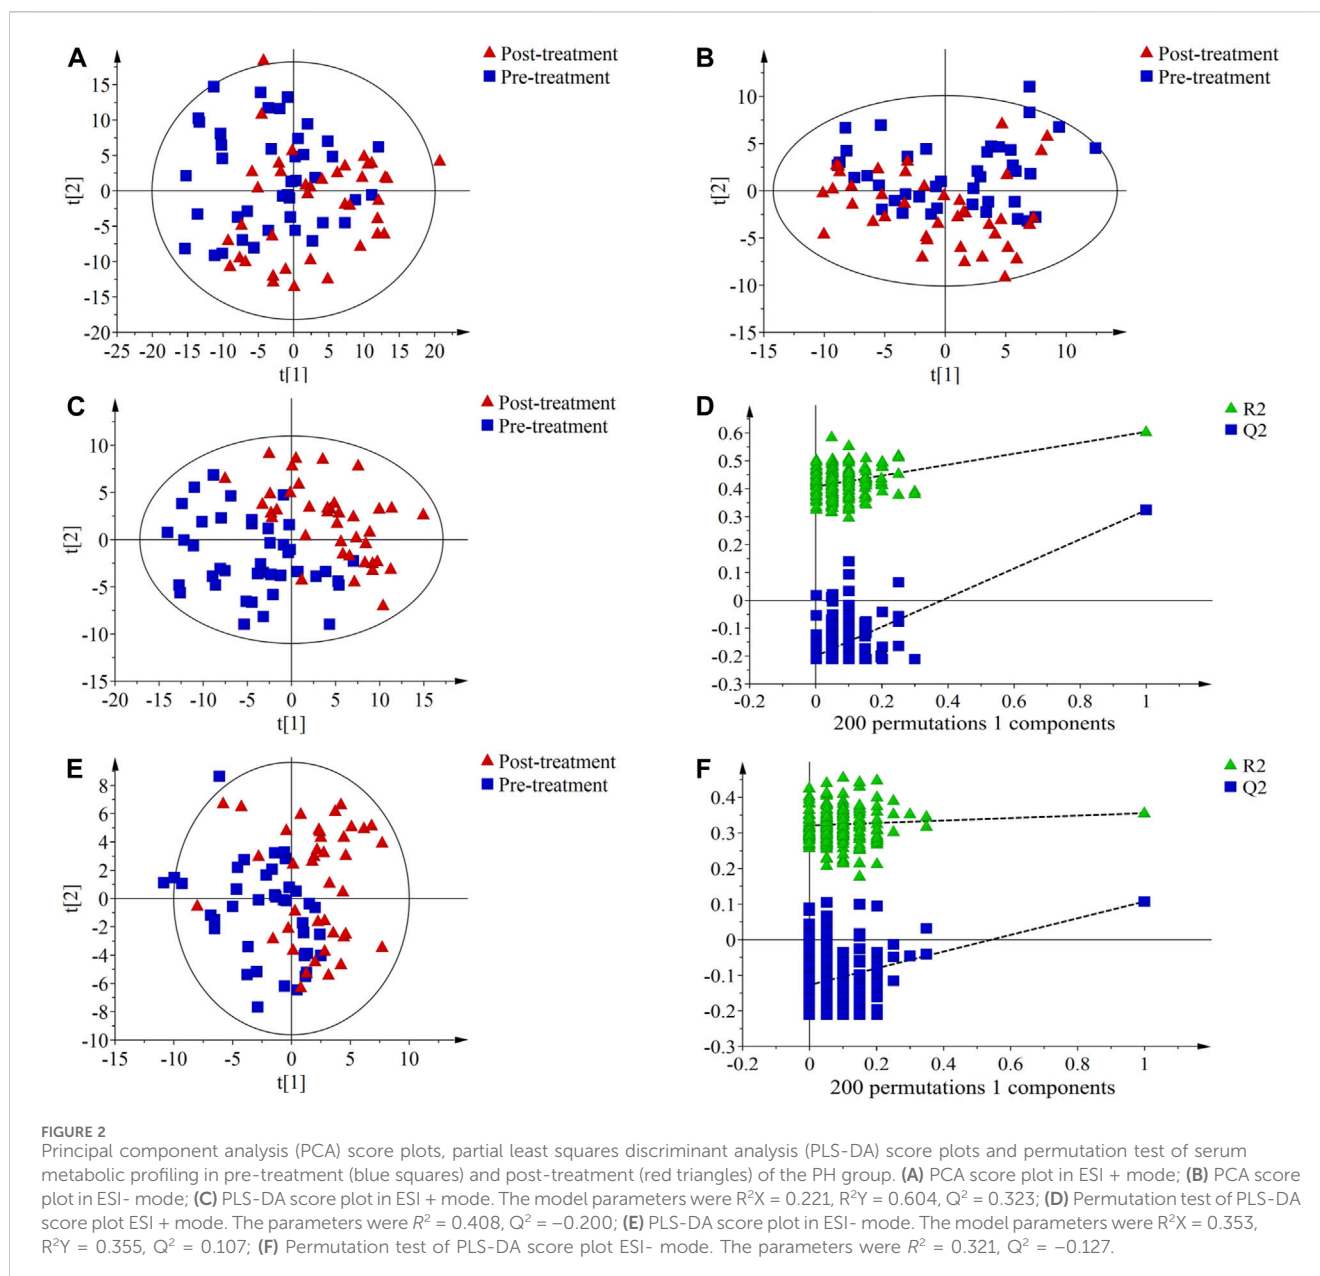 A
Post-treatment
Pre-treatment
t[2]
15
10
5
0
-5
-10
-15
-20
-25 -20 -15 -10 -5 0 5 10 15 20
t[1]
B
Post-treatment
Pre-treatment
t[2]
10
5
0
-5
-10
-15
-15 -10 -5 0 5 10
t[1]
C
Post-treatment
Pre-treatment
t[2]
10
5
0
-5
-10
-15
-20 -15 -10 -5 0 5 10 15
t[1]
D
R2
Q2
0.6
0.5
0.4
0.3
0.2
0.1
0
-0.1
-0.2
-0.3
-0.2 0 0.2 0.4 0.6 0.8 1
200 permutations 1 components
E
Post-treatment
Pre-treatment
t[2]
8
6
4
2
0
-2
-4
-6
-8
-10
-15 -10 -5 0 5 10
t[1]
F
R2
Q2
0.4
0.3
0.2
0.1
0
-0.1
-0.2
-0.3
-0.2 0 0.2 0.4 0.6 0.8 1
200 permutations 1 components
FIGURE 2
Principal component analysis (PCA) score plots, partial least squares discriminant analysis (PLS-DA) score plots and permutation test of serum
metabolic profiling in pre-treatment (blue squares) and post-treatment (red triangles) of the PH group. (A) PCA score plot in ESI + mode; (B) PCA score
plot in ESI- mode; (C) PLS-DA score plot in ESI + mode. The model parameters were R²X = 0.221, R²Y = 0.604, Q² = 0.323; (D) Permutation test of PLS-DA
score plot ESI + mode. The parameters were R² = 0.408, Q² = −0.200; (E) PLS-DA score plot in ESI- mode. The model parameters were R²X = 0.353,
R²Y = 0.355, Q² = 0.107; (F) Permutation test of PLS-DA score plot ESI- mode. The parameters were R² = 0.321, Q² = −0.127.